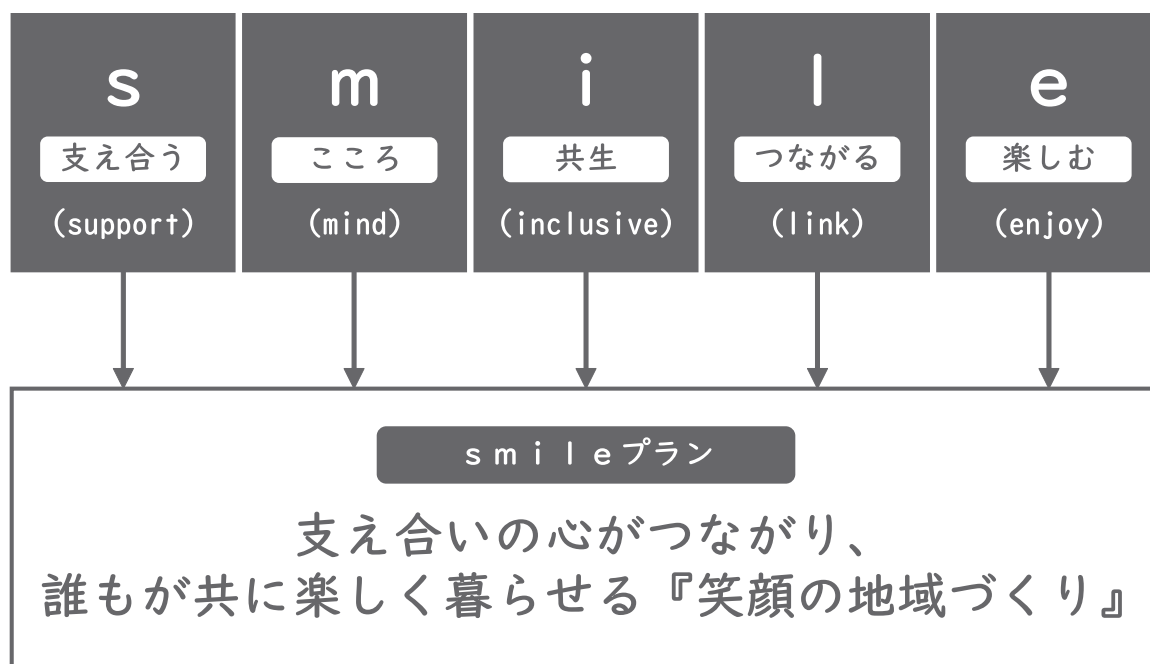 s
支え合う
(support)
m
こころ
(mind)
i
共生
(inclusive)
l
つながる
(link)
e
楽しむ
(enjoy)
ｓｍｉｌｅプラン
支え合いの心がつながり、
誰もが共に楽しく暮らせる『笑顔の地域づくり』